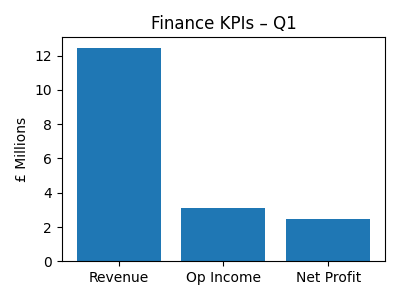 Finance KPIs – Q1
£ Millions
12
10
8
6
4
2
0
Revenue Op Income Net Profit